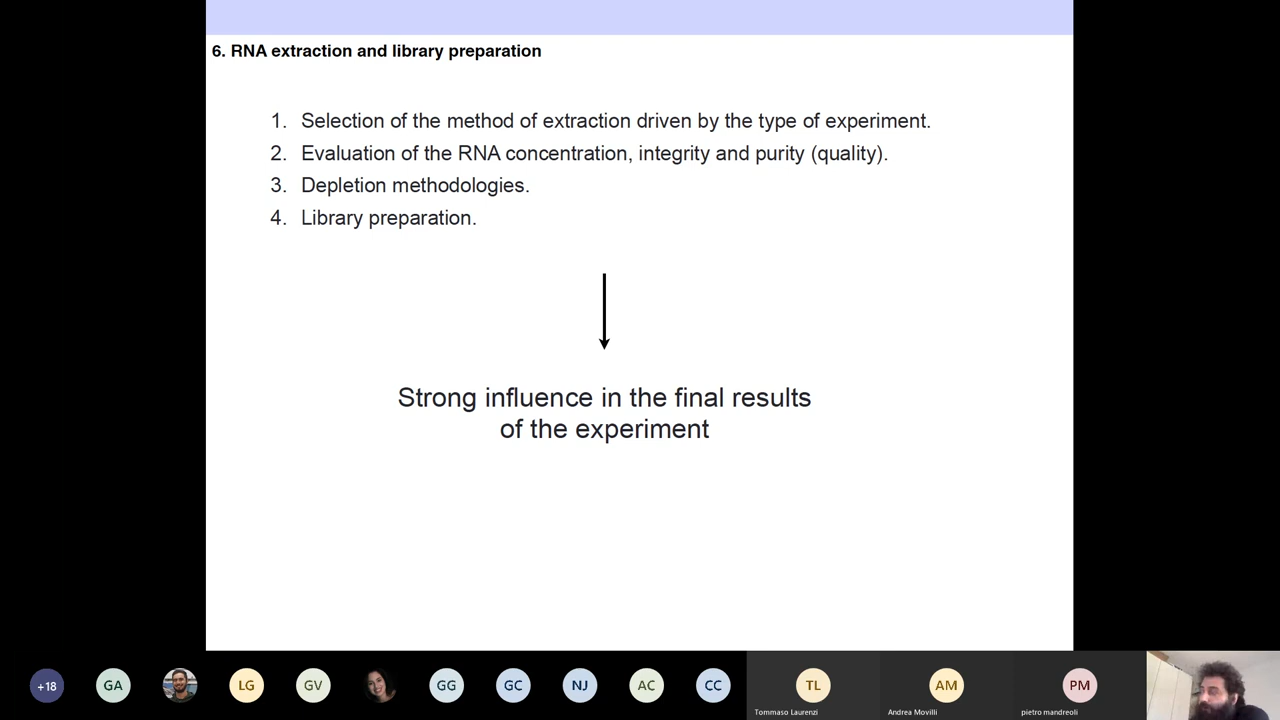 6. RNA extraction and library preparation
1. Selection of the method of extraction driven by the type of experiment.
2. Evaluation of the RNA concentration, integrity and purity (quality).
3. Depletion methodologies.
4. Library preparation.
Strong influence in the final results
of the experiment
+18
GA
LG
GV
GG
GC
NJ
AC
CC
TL
AM
PM
Tommaso Laurenzi
Andrea Movilli
pietro mandreoli